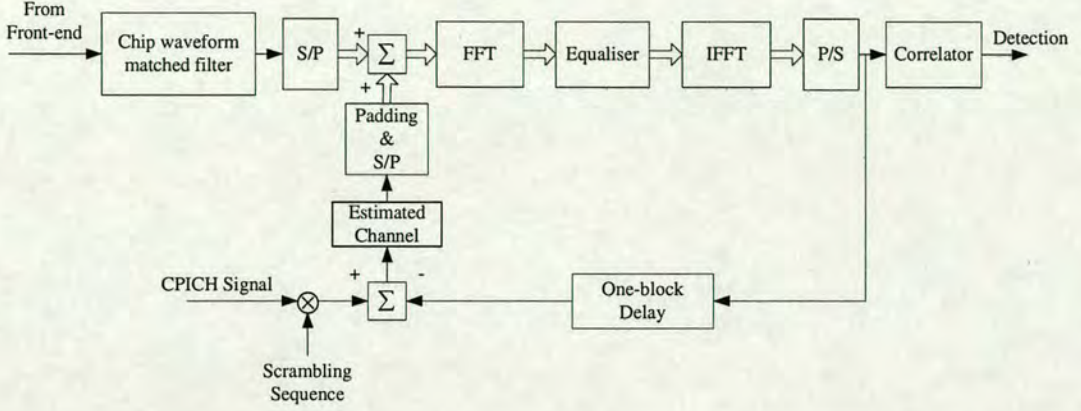 From
Front-end
Chip waveform
matched filter
S/P
+
Σ
+
FFT
Equaliser
IFFT
P/S
Correlator
Detection
Padding
&
S/P
Estimated
Channel
CPICH Signal
+
-
Σ
One-block
Delay
Scrambling
Sequence